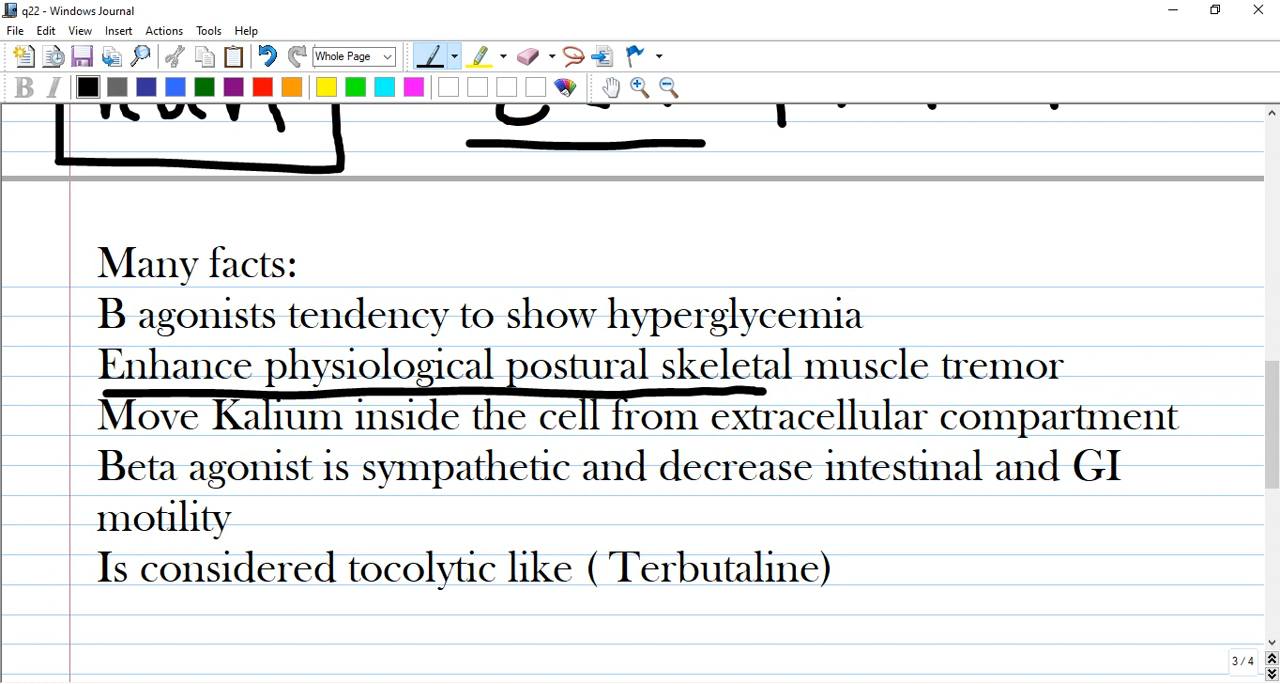 q22 - Windows Journal
File Edit View Insert Actions Tools Help
Whole Page
B I
Many facts:
B agonists tendency to show hyperglycemia
Enhance physiological postural skeletal muscle tremor
Move Kalium inside the cell from extracellular compartment
Beta agonist is sympathetic and decrease intestinal and GI
motility
Is considered tocolytic like ( Terbutaline)
3 / 4